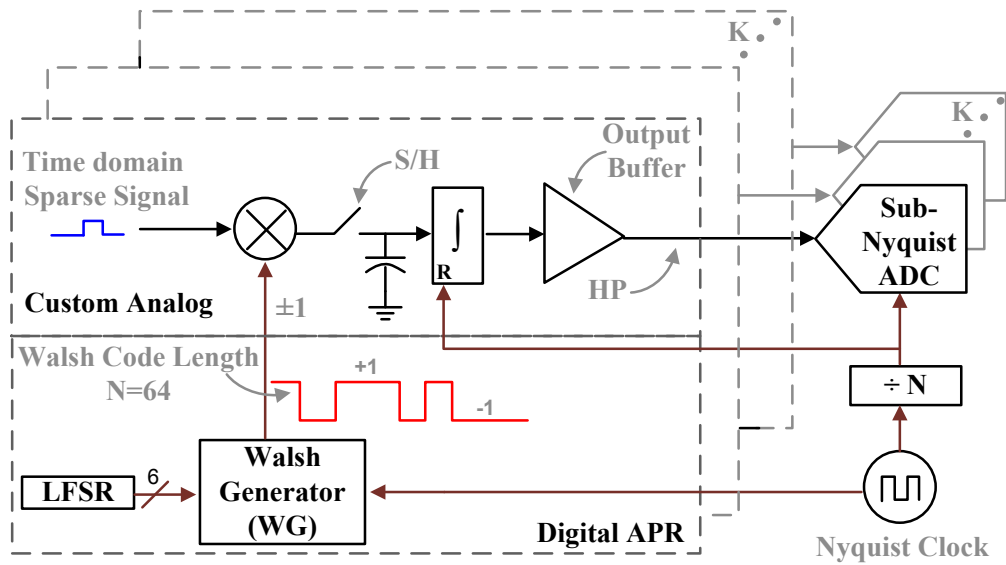 K
K
Time domain
Sparse Signal
S/H
Output
Buffer
∫
R
HP
Sub-
Nyquist
ADC
Custom Analog
±1
Walsh Code Length
N=64
+1
-1
÷ N
LFSR
6
Walsh
Generator
(WG)
Digital APR
Nyquist Clock